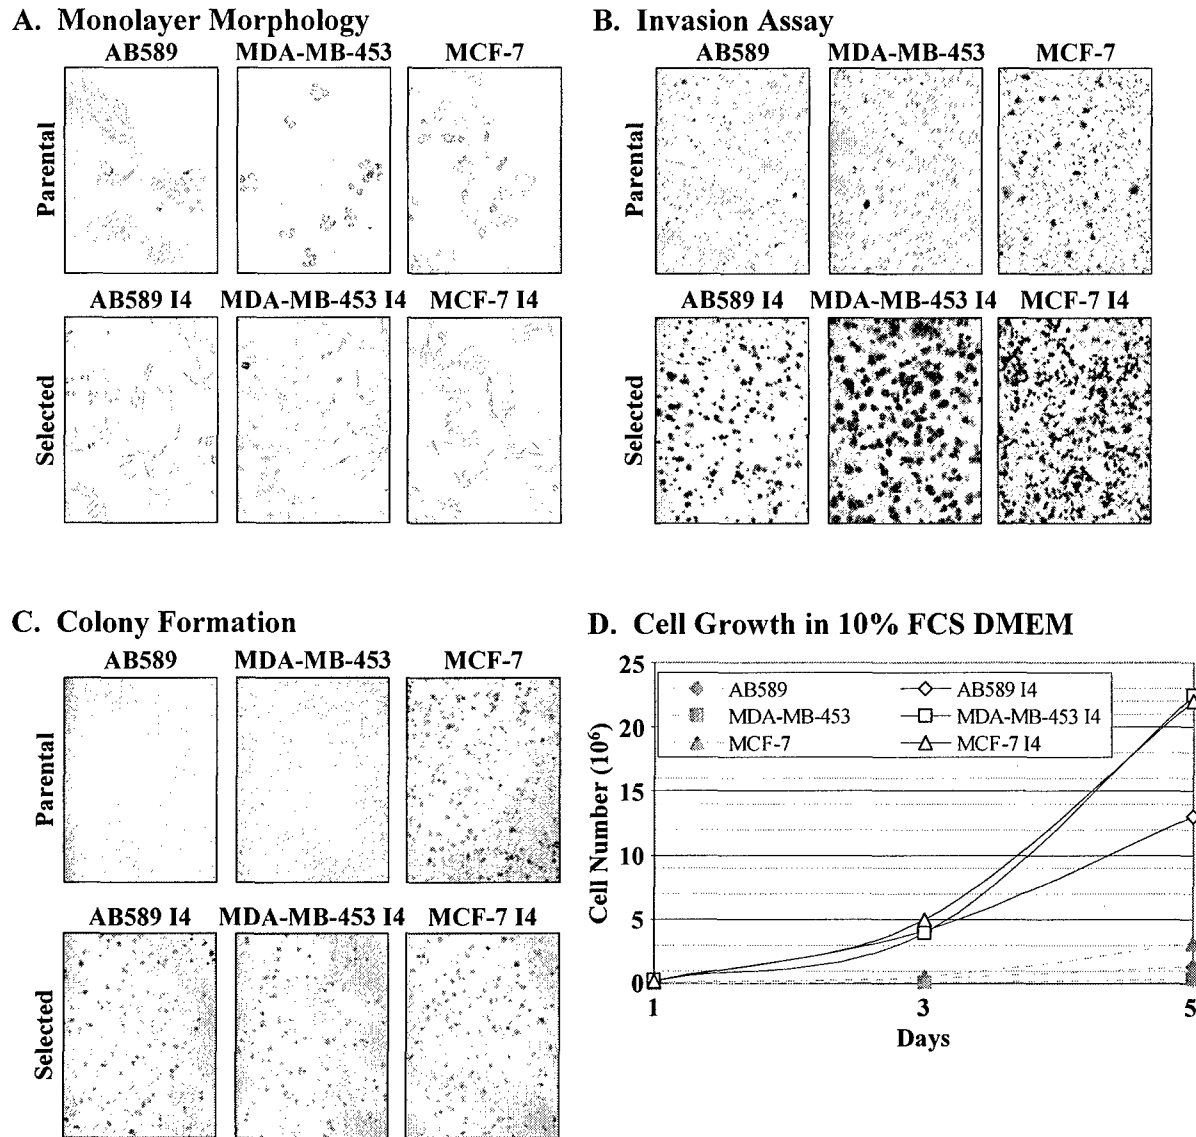 A. Monolayer Morphology
AB589 MDA-MB-453 MCF-7
Parental
AB589 I4 MDA-MB-453 I4 MCF-7 I4
Selected
B. Invasion Assay
AB589 MDA-MB-453 MCF-7
Parental
AB589 I4 MDA-MB-453 I4 MCF-7 I4
Selected
C. Colony Formation
AB589 MDA-MB-453 MCF-7
Parental
AB589 I4 MDA-MB-453 I4 MCF-7 I4
Selected
D. Cell Growth in 10% FCS DMEM
Cell Number (10⁶)
25
20
15
10
5
0
AB589 AB589 I4
MDA-MB-453 MDA-MB-453 I4
MCF-7 MCF-7 I4
1 3 5
Days